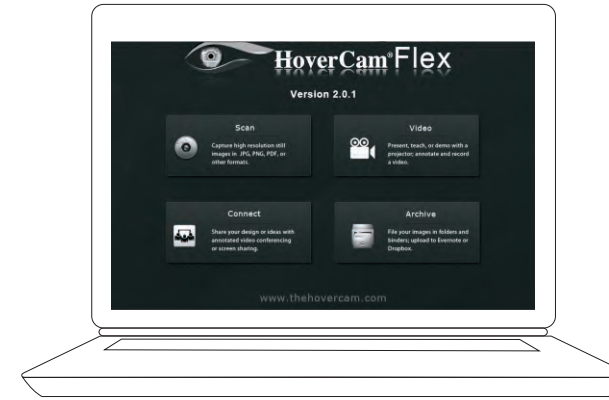 HoverCam® Flex
Version 2.0.1
Scan
Capture high resolution still
images in JPG, PNG, PDF, or
other formats.
Video
Present, teach, or demo with a
projector; annotate and record
a video.
Connect
Share your design or ideas with
annotated video conferencing
or screen sharing.
Archive
File your images in folders and
binders; upload to Evernote or
Dropbox.
www.thehovercam.com